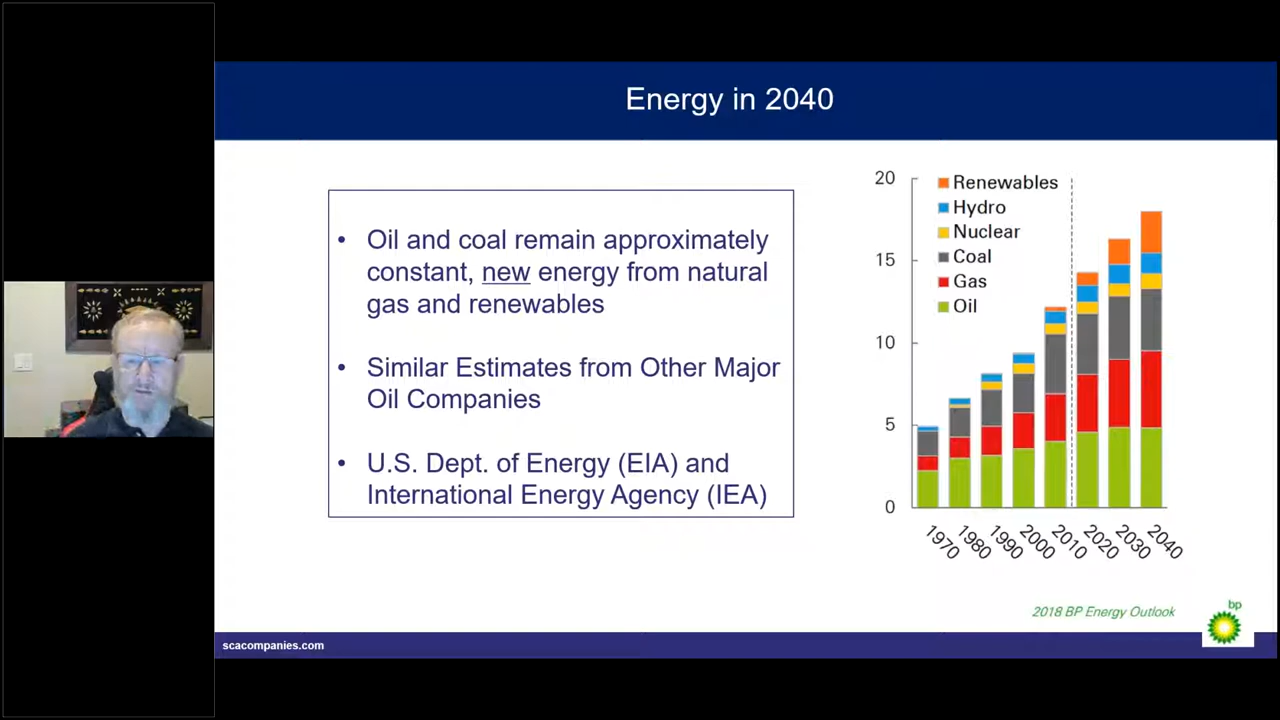 Energy in 2040
• Oil and coal remain approximately
constant, new energy from natural
gas and renewables
• Similar Estimates from Other Major
Oil Companies
• U.S. Dept. of Energy (EIA) and
International Energy Agency (IEA)
20
15
10
5
0
Renewables
Hydro
Nuclear
Coal
Gas
Oil
1970
1980
1990
2000
2010
2020
2030
2040
2018 BP Energy Outlook
bp
scacompanies.com